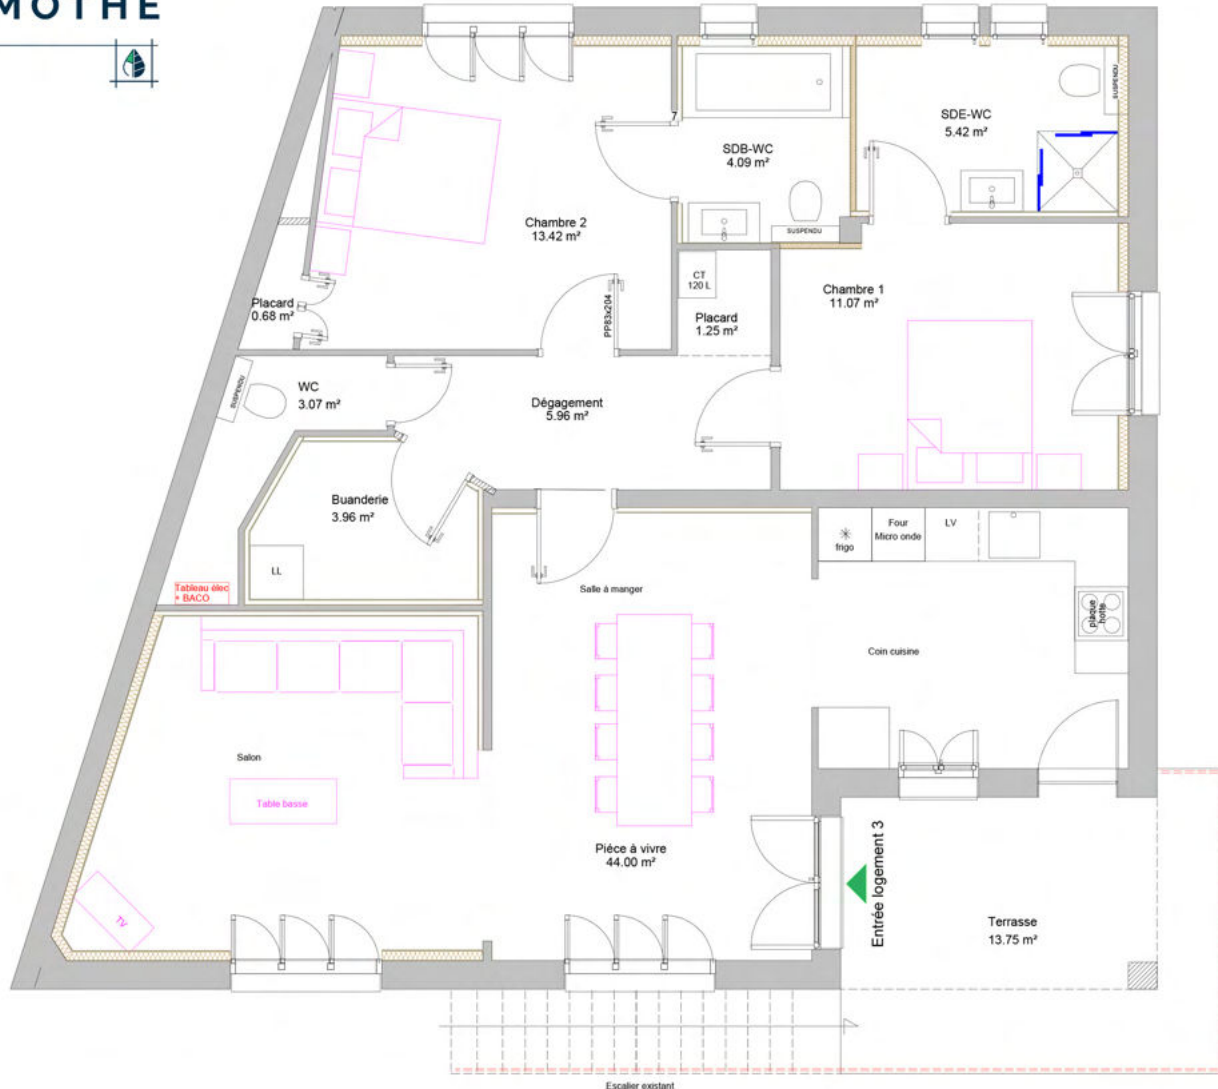 MOTHE
SDE-WC
5.42 m²
SUSPENDU
7
SDB-WC
4.09 m²
SUSPENDU
Chambre 2
13.42 m²
CT
120 L
Chambre 1
11.07 m²
Placard
0.68 m²
PP83x204
Placard
1.25 m²
SUSPENDU
WC
3.07 m²
Dégagement
5.96 m²
Buanderie
3.96 m²
LL
frigo
Four
Micro onde
LV
Tableau élec
+ BACO
Salle à manger
plaque
hotte
Coin cuisine
Salon
Table basse
Pièce à vivre
44.00 m²
Entrée logement 3
TV
Terrasse
13.75 m²
Escalier existant